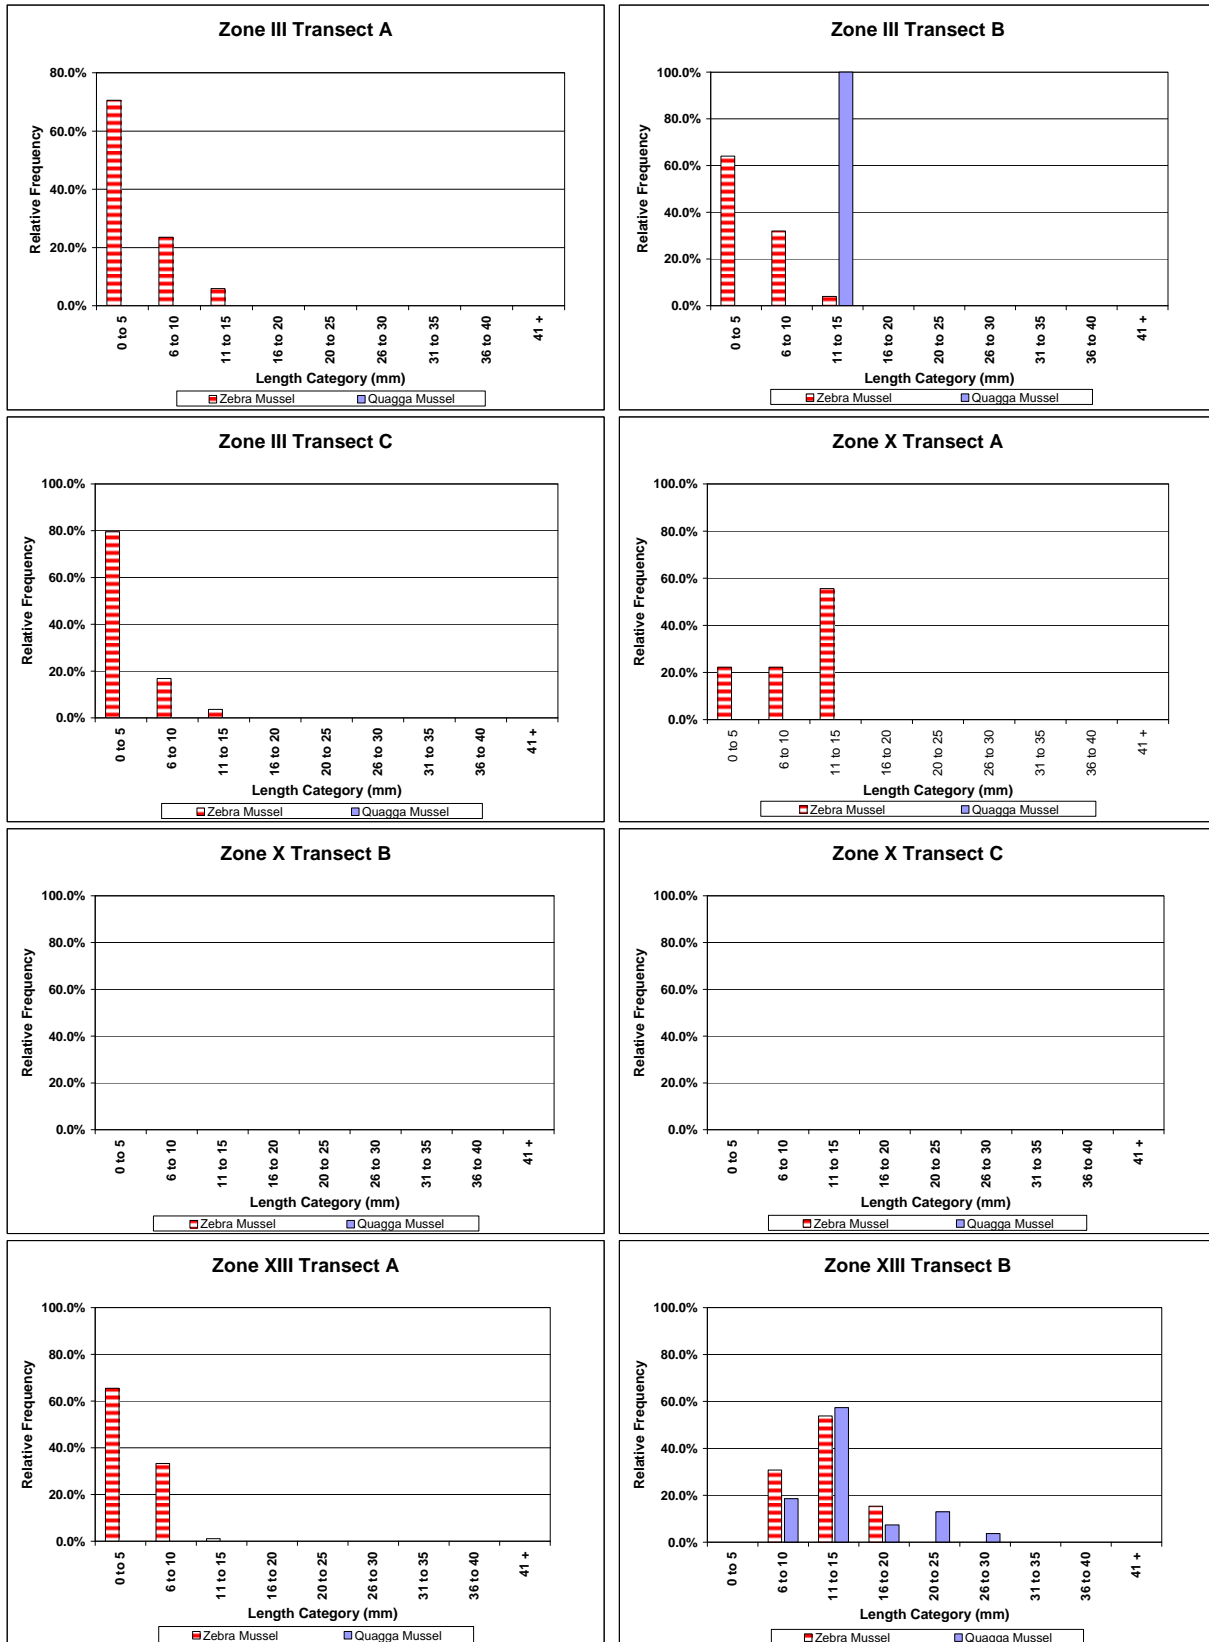 Zone III Transect A
80.0%
60.0%
40.0%
20.0%
0.0%
Relative Frequency
0 to 5
6 to 10
11 to 15
16 to 20
20 to 25
26 to 30
31 to 35
36 to 40
41 +
Length Category (mm)
Zebra Mussel Quagga Mussel
Zone III Transect B
100.0%
80.0%
60.0%
40.0%
20.0%
0.0%
Relative Frequency
0 to 5
6 to 10
11 to 15
16 to 20
20 to 25
26 to 30
31 to 35
36 to 40
41 +
Length Category (mm)
Zebra Mussel Quagga Mussel
Zone III Transect C
100.0%
80.0%
60.0%
40.0%
20.0%
0.0%
Relative Frequency
0 to 5
6 to 10
11 to 15
16 to 20
20 to 25
26 to 30
31 to 35
36 to 40
41 +
Length Category (mm)
Zebra Mussel Quagga Mussel
Zone X Transect A
100.0%
80.0%
60.0%
40.0%
20.0%
0.0%
Relative Frequency
0 to 5
6 to 10
11 to 15
16 to 20
20 to 25
26 to 30
31 to 35
36 to 40
41 +
Length Category (mm)
Zebra Mussel Quagga Mussel
Zone X Transect B
100.0%
80.0%
60.0%
40.0%
20.0%
0.0%
Relative Frequency
0 to 5
6 to 10
11 to 15
16 to 20
20 to 25
26 to 30
31 to 35
36 to 40
41 +
Length Category (mm)
Zebra Mussel Quagga Mussel
Zone X Transect C
100.0%
80.0%
60.0%
40.0%
20.0%
0.0%
Relative Frequency
0 to 5
6 to 10
11 to 15
16 to 20
20 to 25
26 to 30
31 to 35
36 to 40
41 +
Length Category (mm)
Zebra Mussel Quagga Mussel
Zone XIII Transect A
100.0%
80.0%
60.0%
40.0%
20.0%
0.0%
Relative Frequency
0 to 5
6 to 10
11 to 15
16 to 20
20 to 25
26 to 30
31 to 35
36 to 40
41 +
Length Category (mm)
Zebra Mussel Quagga Mussel
Zone XIII Transect B
100.0%
80.0%
60.0%
40.0%
20.0%
0.0%
Relative Frequency
0 to 5
6 to 10
11 to 15
16 to 20
20 to 25
26 to 30
31 to 35
36 to 40
41 +
Length Category (mm)
Zebra Mussel Quagga Mussel